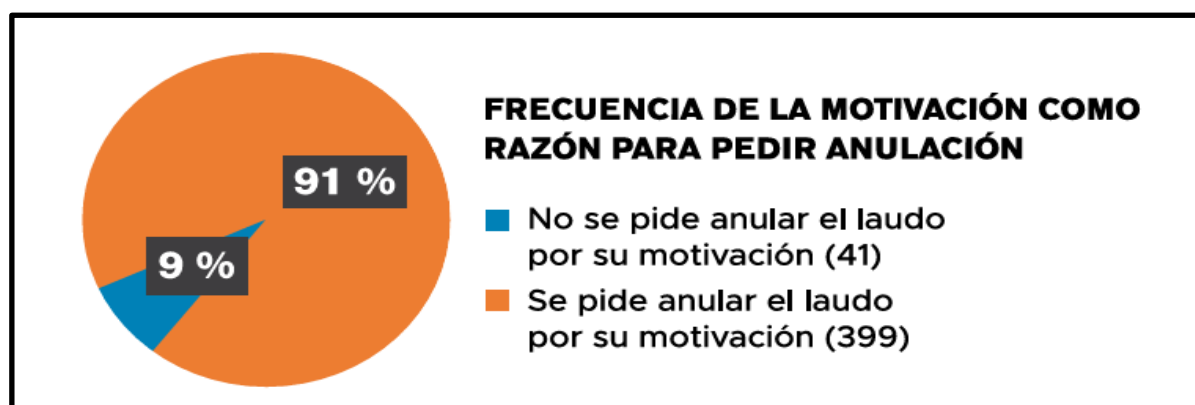 91 %
9 %
FRECUENCIA DE LA MOTIVACIÓN COMO
RAZÓN PARA PEDIR ANULACIÓN
No se pide anular el laudo
por su motivación (41)
Se pide anular el laudo
por su motivación (399)